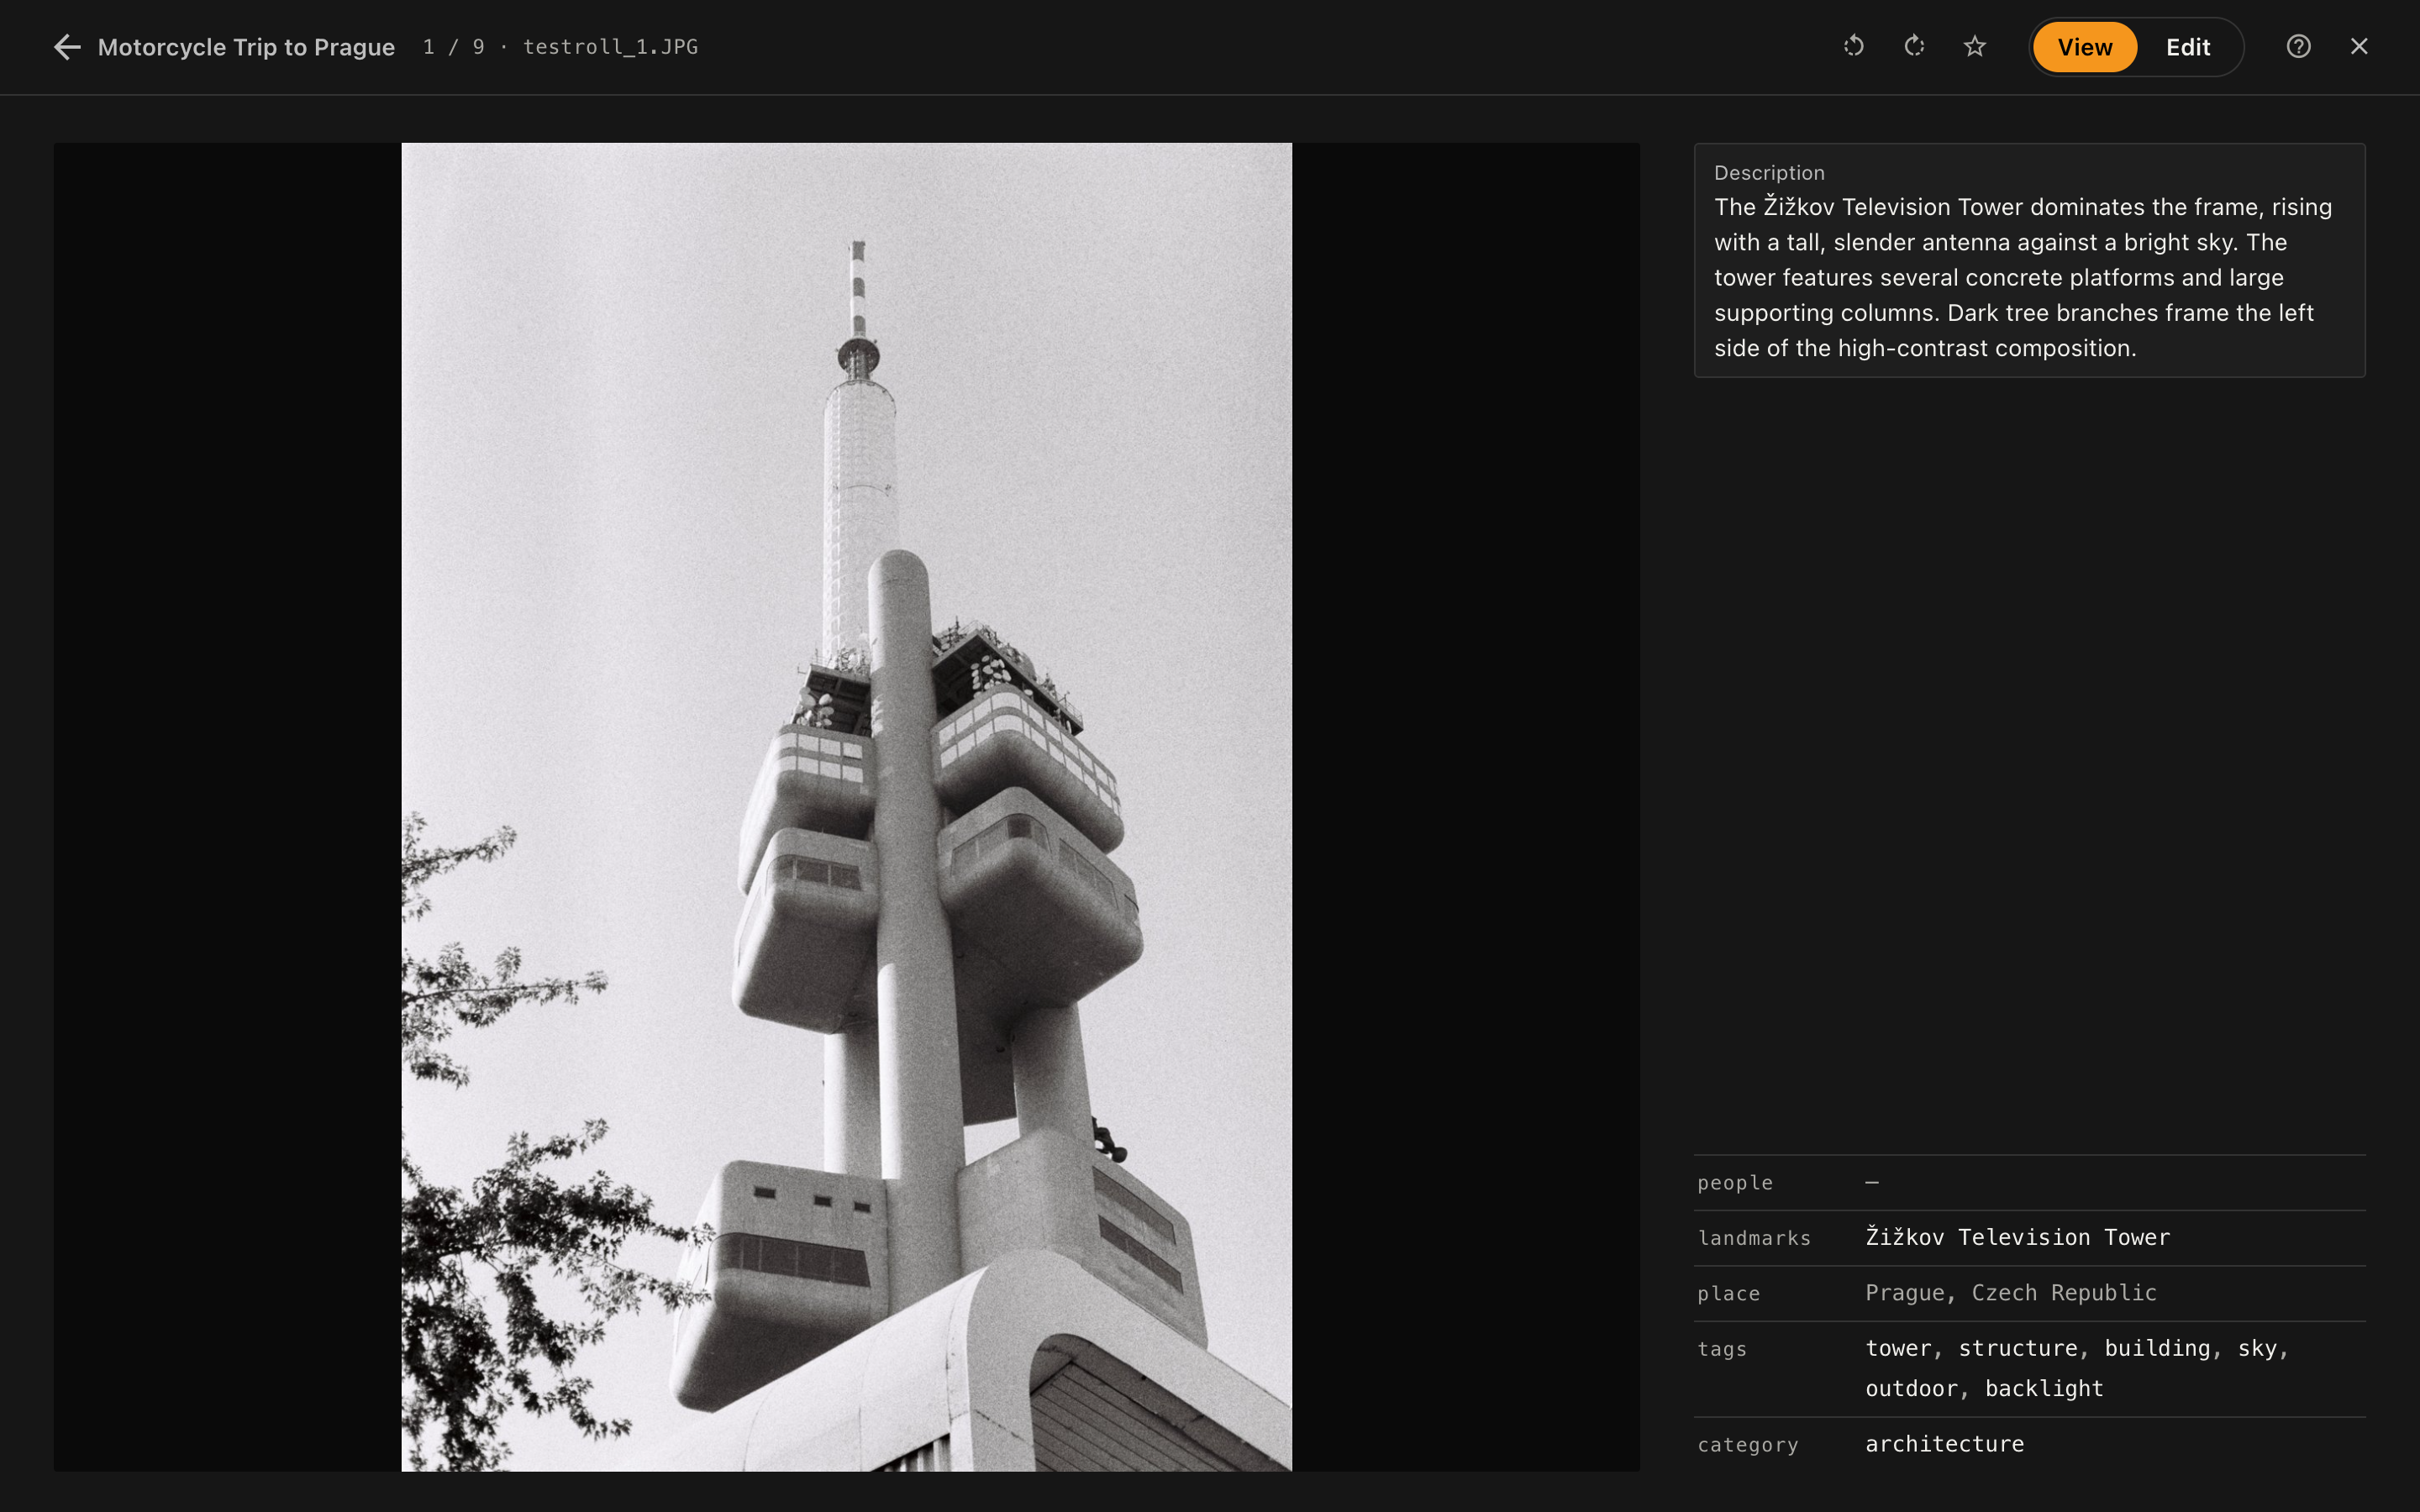 Motorcycle Trip to Prague 1 / 9 · testroll_1.JPG
View Edit
Description
The Žižkov Television Tower dominates the frame, rising
with a tall, slender antenna against a bright sky. The
tower features several concrete platforms and large
supporting columns. Dark tree branches frame the left
side of the high-contrast composition.
people –
landmarks Žižkov Television Tower
place Prague, Czech Republic
tags tower, structure, building, sky,
outdoor, backlight
category architecture